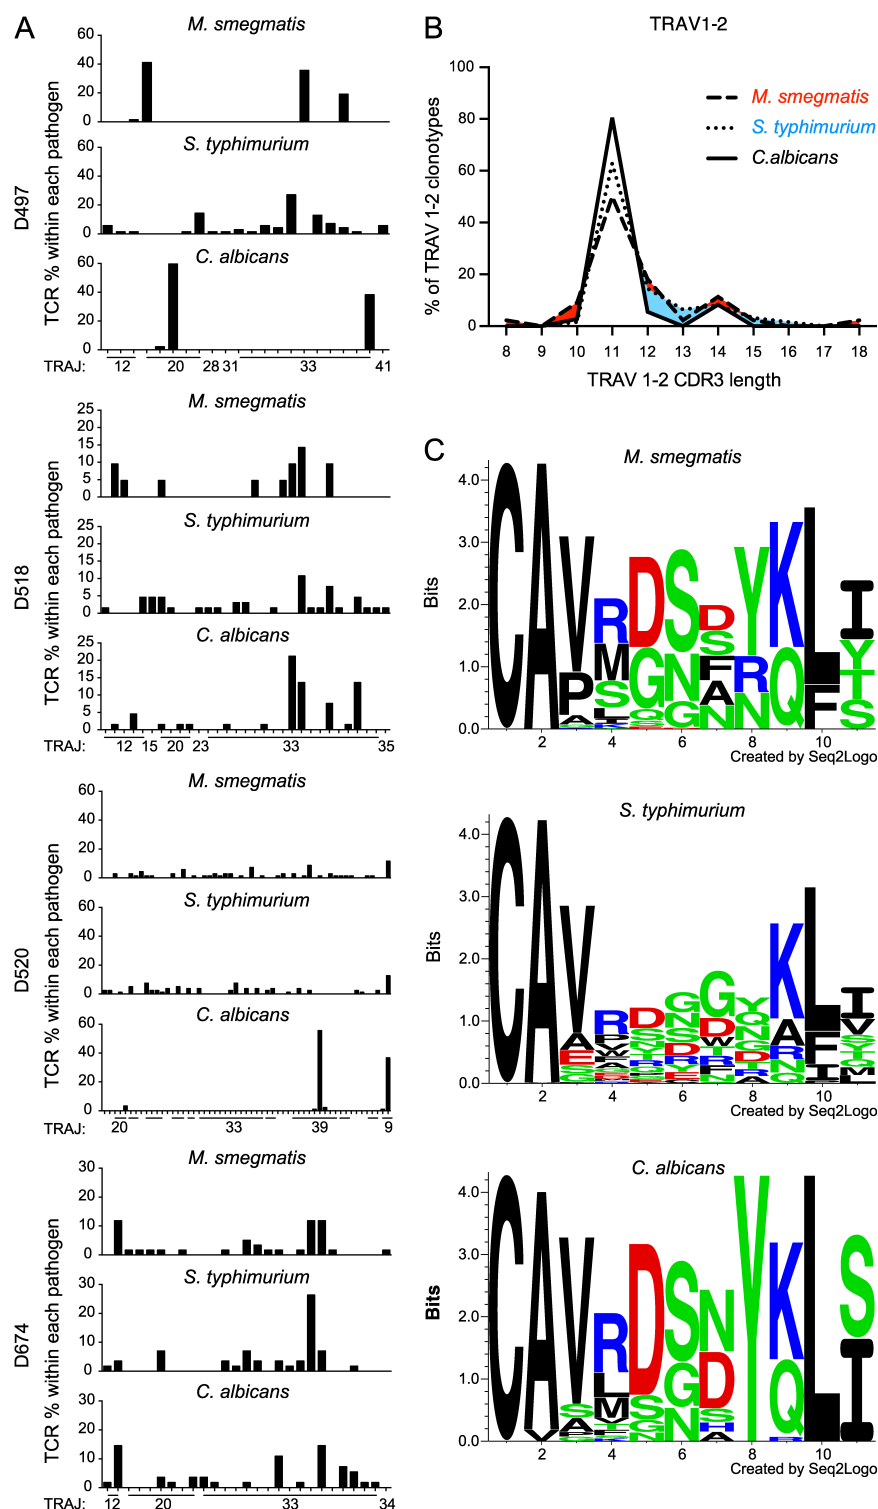 A
M. smegmatis
60
40
20
0
S. typhimurium
60
40
20
0
C. albicans
60
40
20
0
TRAJ: 12 20 28 31 33 41
D497
TCR % within each pathogen
M. smegmatis
25
20
15
10
5
0
S. typhimurium
25
20
15
10
5
0
C. albicans
25
20
15
10
5
0
TRAJ: 12 15 20 23 33 35
D518
TCR % within each pathogen
M. smegmatis
60
40
20
0
S. typhimurium
60
40
20
0
C. albicans
60
40
20
0
TRAJ: 20 33 39 9
D520
TCR % within each pathogen
M. smegmatis
30
20
10
0
S. typhimurium
30
20
10
0
C. albicans
30
20
10
0
TRAJ: 12 20 33 34
D674
TCR % within each pathogen
B
TRAV1-2
100
80
60
40
20
0
% of TRAV 1-2 clonotypes
M. smegmatis
S. typhimurium
C.albicans
8 9 10 11 12 13 14 15 16 17 18
TRAV 1-2 CDR3 length
C
M. smegmatis
Bits
4.0
3.0
2.0
1.0
0.0
2 4 6 8 10
Created by Seq2Logo
S. typhimurium
Bits
4.0
3.0
2.0
1.0
0.0
2 4 6 8 10
Created by Seq2Logo
C. albicans
Bits
4.0
3.0
2.0
1.0
0.0
2 4 6 8 10
Created by Seq2Logo